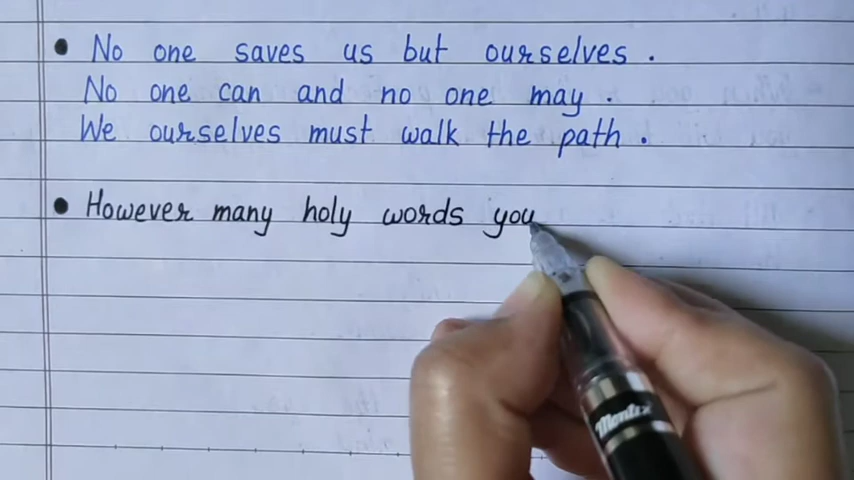 • No one saves us but ourselves.
No one can and no one may.
We ourselves must walk the path.
• However many holy words you